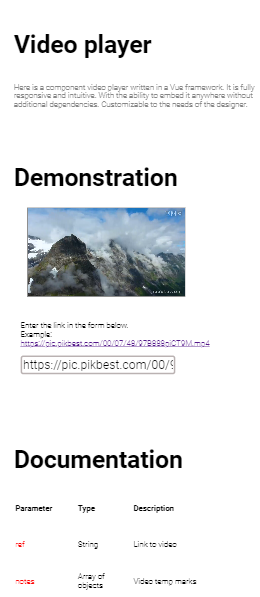 Video player
Here is a component video player written in a Vue framework. It is fully
responsive and intuitive. With the ability to embed it anywhere without
additional dependencies. Customizable to the needs of the designer.
Demonstration
Enter the link in the form below.
Example:
https://pic.pikbest.com/00/07/48/97B888piCT9M.mp4
https://pic.pikbest.com/00/9
Documentation
Parameter Type Description
ref String Link to video
notes Array of
objects Video temp marks